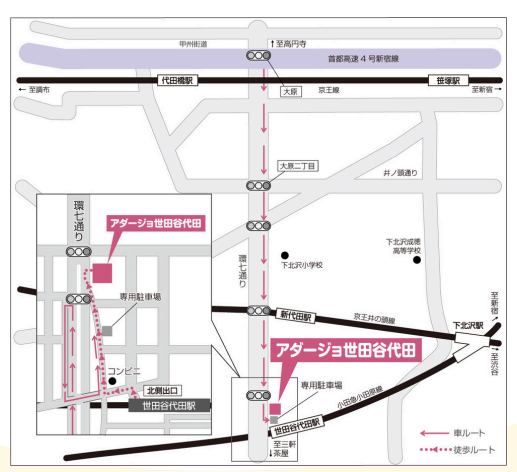 甲州街道
↑至高円寺
首都高速4号新宿線
代田橋駅
笹塚駅
←至調布
大原
京王線
至新宿→
大原二丁目
井ノ頭通り
環七通り
アダージョ世田谷代田
専用駐車場
コンビニ
北側出口
世田谷代田駅
環七通り
下北沢小学校
下北沢成徳
高等学校
新代田駅
京王井の頭線
下北沢駅
至新宿
至渋谷
アダージョ世田谷代田
専用駐車場
小田急小田原線
世田谷代田駅
至三軒
↓茶屋
車ルート
徒歩ルート